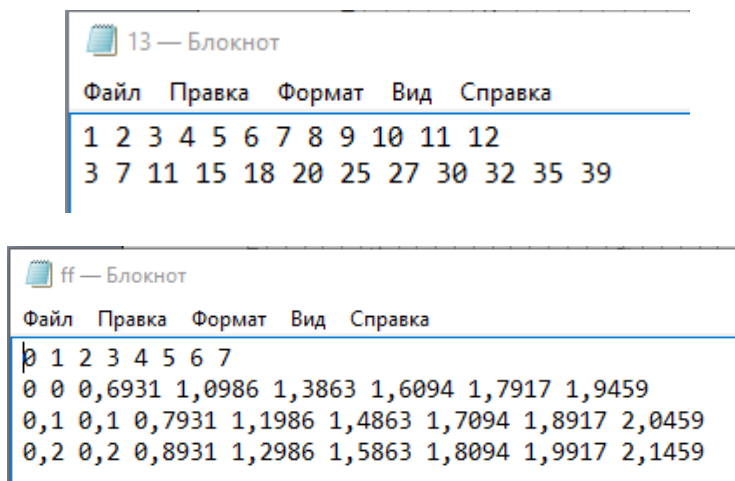 13 — Блокнот
Файл Правка Формат Вид Справка
1 2 3 4 5 6 7 8 9 10 11 12
3 7 11 15 18 20 25 27 30 32 35 39
ff — Блокнот
Файл Правка Формат Вид Справка
0 1 2 3 4 5 6 7
0 0 0,6931 1,0986 1,3863 1,6094 1,7917 1,9459
0,1 0,1 0,7931 1,1986 1,4863 1,7094 1,8917 2,0459
0,2 0,2 0,8931 1,2986 1,5863 1,8094 1,9917 2,1459